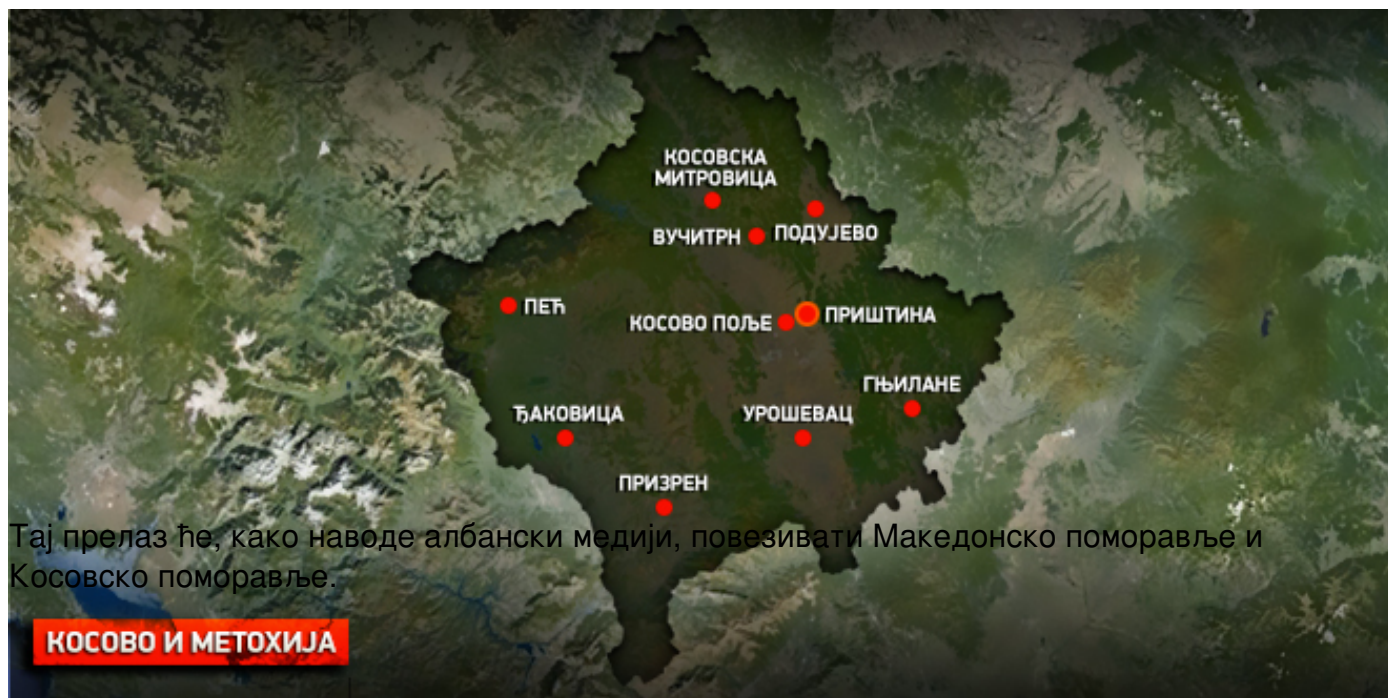 КОСОВСКА
МИТРОВИЦА
ВУЧИТРН
ПОДУЈЕВО
ПЕЋ
КОСОВО ПОЉЕ
ПРИШТИНА
ГЊИЛАНЕ
ЂАКОВИЦА
УРОШЕВАЦ
ПРИЗРЕН
Тај прелаз ће, како наводе албански медији, повезивати Македонско поморавље и
Косовско поморавље.
КОСОВО И МЕТОХИЈА